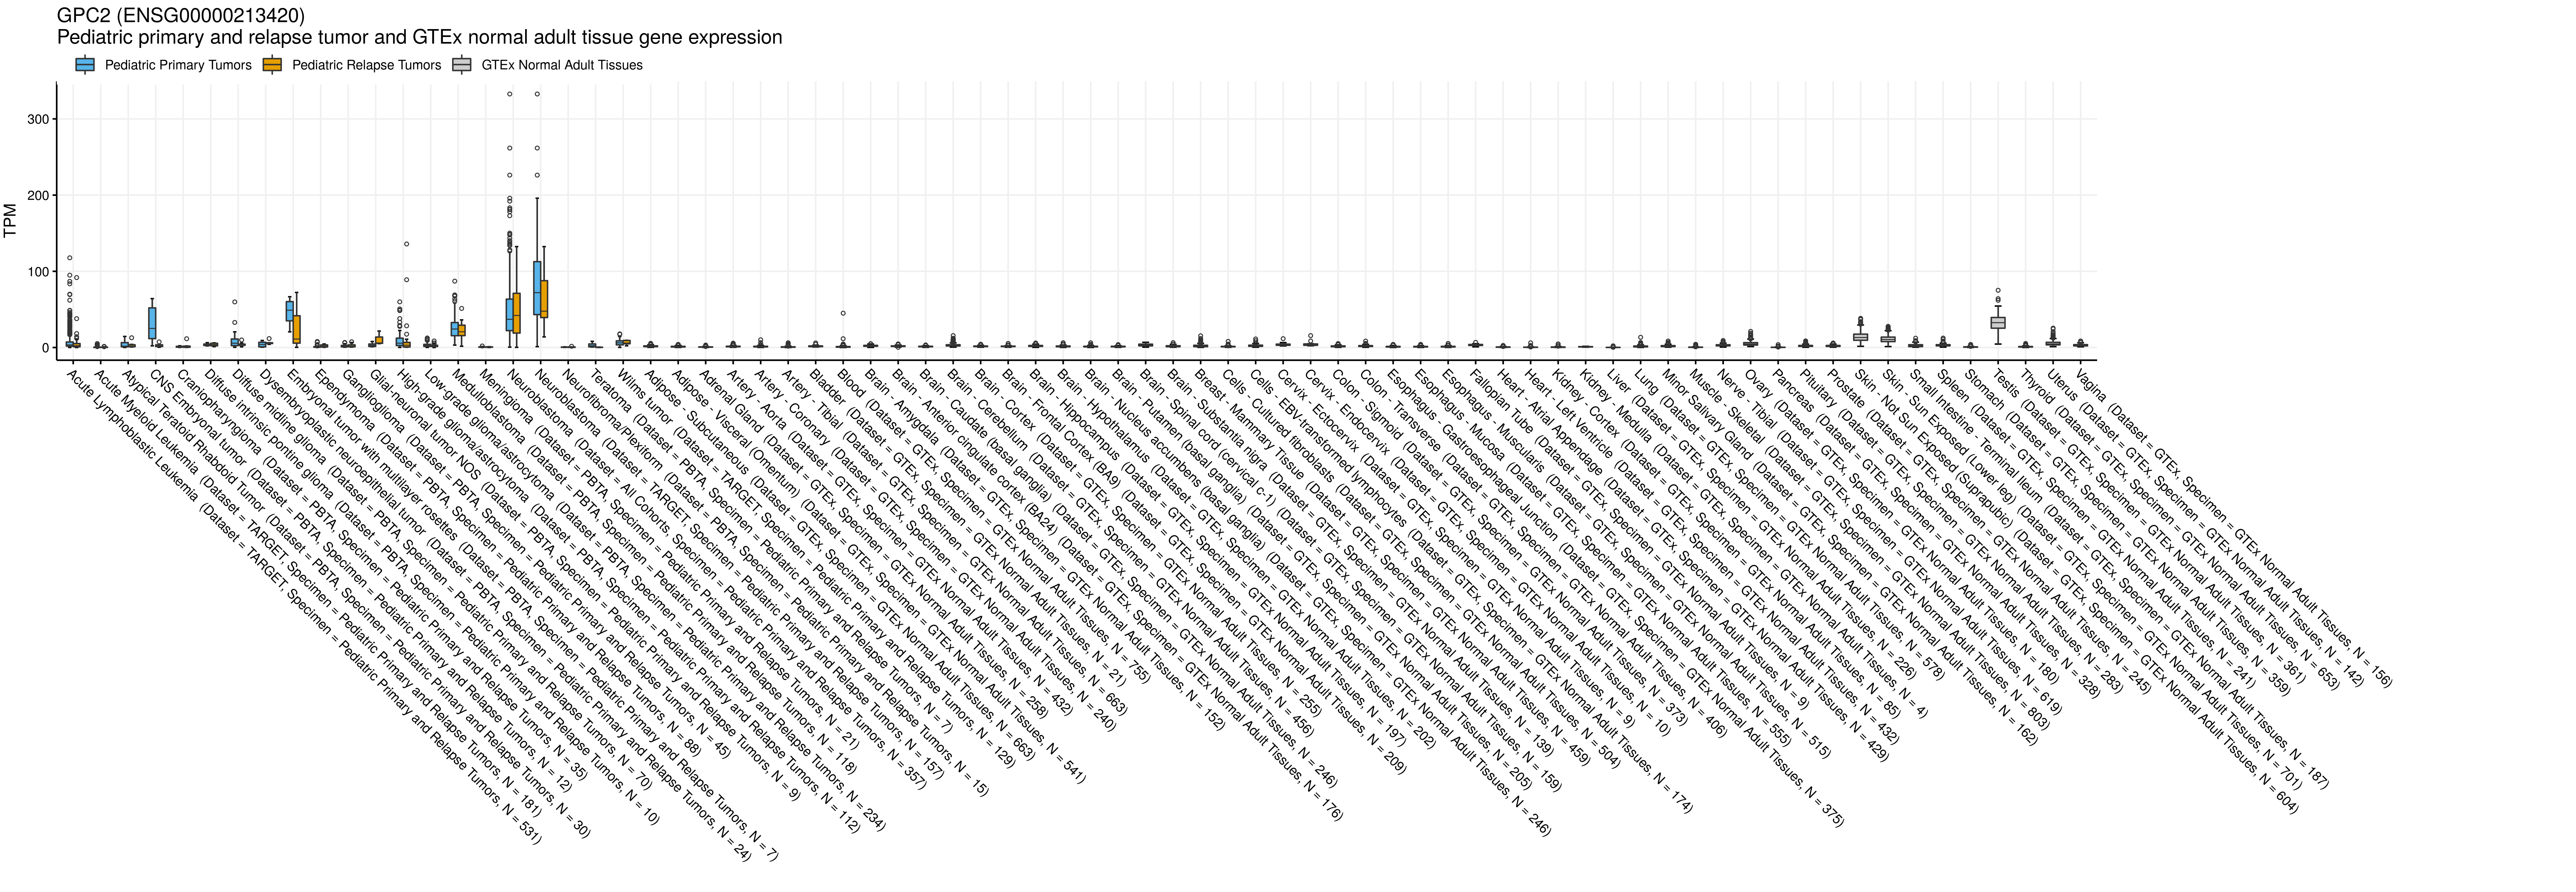 GPC2 (ENSG00000213420)
Pediatric primary and relapse tumor and GTEx normal adult tissue gene expression
Pediatric Primary Tumors
Pediatric Relapse Tumors
GTEx Normal Adult Tissues
TPM
300
200
100
0
Acute Lymphoblastic Leukemia (Dataset = TARGET, Specimen = Pediatric Primary and Relapse Tumors, N = 531)
Acute Myeloid Leukemia (Dataset = TARGET, Specimen = Pediatric Primary and Relapse Tumors, N = 181)
Atypical Teratoid Rhabdoid Tumor (Dataset = PBTA, Specimen = Pediatric Primary and Relapse Tumors, N = 30)
CNS Embryonal tumor (Dataset = PBTA, Specimen = Pediatric Primary and Relapse Tumors, N = 12)
Craniopharyngioma (Dataset = PBTA, Specimen = Pediatric Primary and Relapse Tumors, N = 35)
Diffuse intrinsic pontine glioma (Dataset = PBTA, Specimen = Pediatric Primary and Relapse Tumors, N = 10)
Diffuse midline glioma (Dataset = PBTA, Specimen = Pediatric Primary and Relapse Tumors, N = 70)
Dysembryoplastic neuroepithelial tumor (Dataset = PBTA, Specimen = Pediatric Primary and Relapse Tumors, N = 24)
Embryonal tumor with multilayer rosettes (Dataset = PBTA, Specimen = Pediatric Primary and Relapse Tumors, N = 7)
Ependymoma (Dataset = PBTA, Specimen = Pediatric Primary and Relapse Tumors, N = 88)
Ganglioglioma (Dataset = PBTA, Specimen = Pediatric Primary and Relapse Tumors, N = 45)
Glial-neuronal tumor NOS (Dataset = PBTA, Specimen = Pediatric Primary and Relapse Tumors, N = 9)
High-grade glioma/astrocytoma (Dataset = PBTA, Specimen = Pediatric Primary and Relapse Tumors, N = 112)
Low-grade glioma/astrocytoma (Dataset = PBTA, Specimen = Pediatric Primary and Relapse Tumors, N = 234)
Medulloblastoma (Dataset = PBTA, Specimen = Pediatric Primary and Relapse Tumors, N = 118)
Meningioma (Dataset = PBTA, Specimen = Pediatric Primary and Relapse Tumors, N = 21)
Neuroblastoma (Dataset = All Cohorts, Specimen = Pediatric Primary and Relapse Tumors, N = 357)
Neuroblastoma (Dataset = TARGET, Specimen = Pediatric Primary and Relapse Tumors, N = 157)
Neurofibroma/Plexiform (Dataset = PBTA, Specimen = Pediatric Primary and Relapse Tumors, N = 15)
Teratoma (Dataset = PBTA, Specimen = Pediatric Primary and Relapse Tumors, N = 7)
Wilms tumor (Dataset = TARGET, Specimen = Pediatric Primary and Relapse Tumors, N = 129)
Adipose - Subcutaneous (Dataset = GTEx, Specimen = GTEx Normal Adult Tissues, N = 663)
Adipose - Visceral (Omentum) (Dataset = GTEx, Specimen = GTEx Normal Adult Tissues, N = 541)
Adrenal Gland (Dataset = GTEx, Specimen = GTEx Normal Adult Tissues, N = 258)
Artery - Aorta (Dataset = GTEx, Specimen = GTEx Normal Adult Tissues, N = 432)
Artery - Coronary (Dataset = GTEx, Specimen = GTEx Normal Adult Tissues, N = 240)
Artery - Tibial (Dataset = GTEx, Specimen = GTEx Normal Adult Tissues, N = 663)
Bladder (Dataset = GTEx, Specimen = GTEx Normal Adult Tissues, N = 21)
Blood (Dataset = GTEx, Specimen = GTEx Normal Adult Tissues, N = 755)
Brain - Amygdala (Dataset = GTEx, Specimen = GTEx Normal Adult Tissues, N = 152)
Brain - Anterior cingulate cortex (BA24) (Dataset = GTEx, Specimen = GTEx Normal Adult Tissues, N = 176)
Brain - Caudate (basal ganglia) (Dataset = GTEx, Specimen = GTEx Normal Adult Tissues, N = 246)
Brain - Cerebellum (Dataset = GTEx, Specimen = GTEx Normal Adult Tissues, N = 456)
Brain - Cortex (Dataset = GTEx, Specimen = GTEx Normal Adult Tissues, N = 255)
Brain - Frontal Cortex (BA9) (Dataset = GTEx, Specimen = GTEx Normal Adult Tissues, N = 209)
Brain - Hippocampus (Dataset = GTEx, Specimen = GTEx Normal Adult Tissues, N = 197)
Brain - Hypothalamus (Dataset = GTEx, Specimen = GTEx Normal Adult Tissues, N = 202)
Brain - Nucleus accumbens (basal ganglia) (Dataset = GTEx, Specimen = GTEx Normal Adult Tissues, N = 246)
Brain - Putamen (basal ganglia) (Dataset = GTEx, Specimen = GTEx Normal Adult Tissues, N = 205)
Brain - Spinal cord (cervical c-1) (Dataset = GTEx, Specimen = GTEx Normal Adult Tissues, N = 159)
Brain - Substantia nigra (Dataset = GTEx, Specimen = GTEx Normal Adult Tissues, N = 139)
Breast - Mammary Tissue (Dataset = GTEx, Specimen = GTEx Normal Adult Tissues, N = 459)
Cells - Cultured fibroblasts (Dataset = GTEx, Specimen = GTEx Normal Adult Tissues, N = 504)
Cells - EBV-transformed lymphocytes (Dataset = GTEx, Specimen = GTEx Normal Adult Tissues, N = 174)
Cervix - Ectocervix (Dataset = GTEx, Specimen = GTEx Normal Adult Tissues, N = 9)
Cervix - Endocervix (Dataset = GTEx, Specimen = GTEx Normal Adult Tissues, N = 10)
Colon - Sigmoid (Dataset = GTEx, Specimen = GTEx Normal Adult Tissues, N = 373)
Colon - Transverse (Dataset = GTEx, Specimen = GTEx Normal Adult Tissues, N = 406)
Esophagus - Gastroesophageal Junction (Dataset = GTEx, Specimen = GTEx Normal Adult Tissues, N = 375)
Esophagus - Mucosa (Dataset = GTEx, Specimen = GTEx Normal Adult Tissues, N = 555)
Esophagus - Muscularis (Dataset = GTEx, Specimen = GTEx Normal Adult Tissues, N = 515)
Fallopian Tube (Dataset = GTEx, Specimen = GTEx Normal Adult Tissues, N = 9)
Heart - Atrial Appendage (Dataset = GTEx, Specimen = GTEx Normal Adult Tissues, N = 429)
Heart - Left Ventricle (Dataset = GTEx, Specimen = GTEx Normal Adult Tissues, N = 432)
Kidney - Cortex (Dataset = GTEx, Specimen = GTEx Normal Adult Tissues, N = 85)
Kidney - Medulla (Dataset = GTEx, Specimen = GTEx Normal Adult Tissues, N = 4)
Liver (Dataset = GTEx, Specimen = GTEx Normal Adult Tissues, N = 226)
Lung (Dataset = GTEx, Specimen = GTEx Normal Adult Tissues, N = 578)
Minor Salivary Gland (Dataset = GTEx, Specimen = GTEx Normal Adult Tissues, N = 162)
Muscle - Skeletal (Dataset = GTEx, Specimen = GTEx Normal Adult Tissues, N = 803)
Nerve - Tibial (Dataset = GTEx, Specimen = GTEx Normal Adult Tissues, N = 619)
Ovary (Dataset = GTEx, Specimen = GTEx Normal Adult Tissues, N = 180)
Pancreas (Dataset = GTEx, Specimen = GTEx Normal Adult Tissues, N = 328)
Pituitary (Dataset = GTEx, Specimen = GTEx Normal Adult Tissues, N = 283)
Prostate (Dataset = GTEx, Specimen = GTEx Normal Adult Tissues, N = 245)
Skin - Not Sun Exposed (Suprapubic) (Dataset = GTEx, Specimen = GTEx Normal Adult Tissues, N = 604)
Skin - Sun Exposed (Lower leg) (Dataset = GTEx, Specimen = GTEx Normal Adult Tissues, N = 701)
Small Intestine - Terminal Ileum (Dataset = GTEx, Specimen = GTEx Normal Adult Tissues, N = 187)
Spleen (Dataset = GTEx, Specimen = GTEx Normal Adult Tissues, N = 241)
Stomach (Dataset = GTEx, Specimen = GTEx Normal Adult Tissues, N = 359)
Testis (Dataset = GTEx, Specimen = GTEx Normal Adult Tissues, N = 361)
Thyroid (Dataset = GTEx, Specimen = GTEx Normal Adult Tissues, N = 653)
Uterus (Dataset = GTEx, Specimen = GTEx Normal Adult Tissues, N = 142)
Vagina (Dataset = GTEx, Specimen = GTEx Normal Adult Tissues, N = 156)